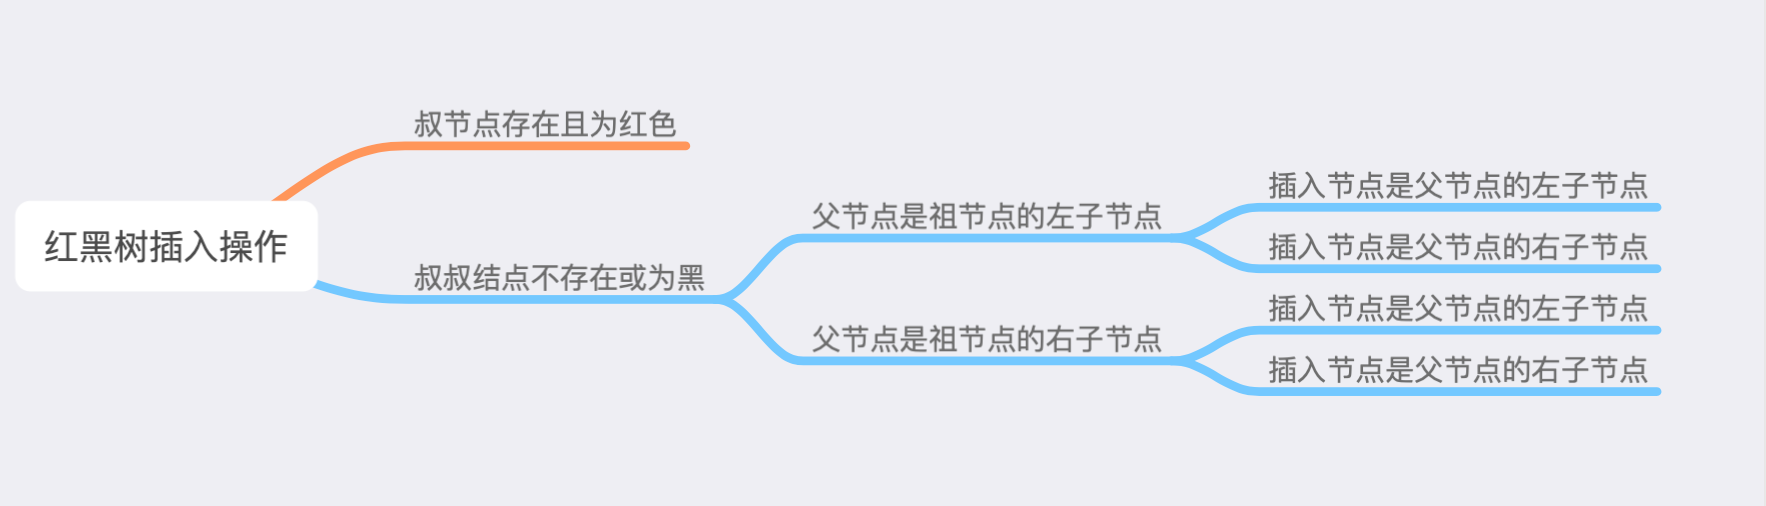 红黑树插入操作
叔节点存在且为红色
叔叔结点不存在或为黑
父节点是祖节点的左子节点
插入节点是父节点的左子节点
插入节点是父节点的右子节点
父节点是祖节点的右子节点
插入节点是父节点的左子节点
插入节点是父节点的右子节点